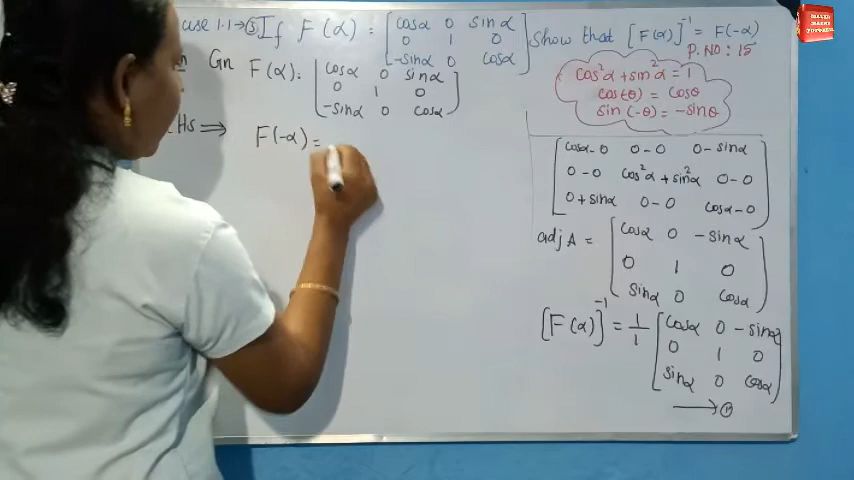 use 1.1→ ⑤ If F(α) = [cosα 0 sinα
0 1 0
-sinα 0 cosα] Show that [F(α)]⁻¹ = F(-α)
P.NO : 15
Gn F(α) = [cosα 0 sinα
0 1 0
-sinα 0 cosα]
Hs ⇒ F(-α) =
cos²α + sin²α = 1
cos(-θ) = cosθ
sin(-θ) = -sinθ
[cosα-0 0-0 0-sinα
0-0 cos²α+sin²α 0-0
0+sinα 0-0 cosα-0]
adj A = [cosα 0 -sinα
0 1 0
sinα 0 cosα]
[F(α)]⁻¹ = 1/1 [cosα 0 -sinα
0 1 0
sinα 0 cosα]